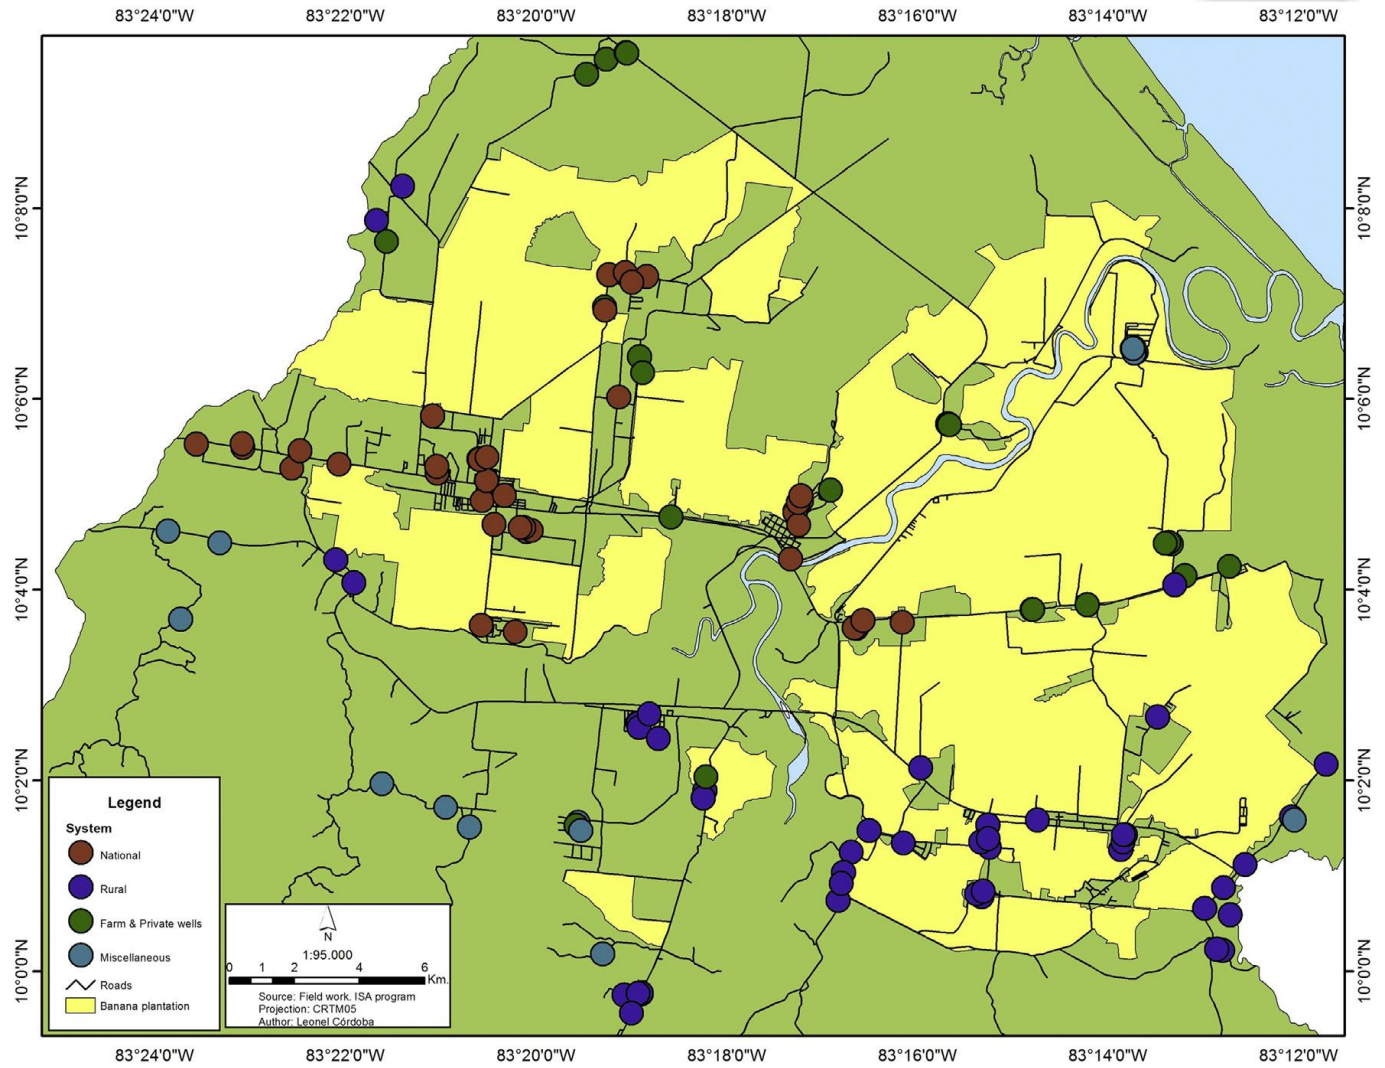 83°24'0"W 83°22'0"W 83°20'0"W 83°18'0"W 83°16'0"W 83°14'0"W 83°12'0"W
10°8'0"N 10°8'0"N
10°6'0"N 10°6'0"N
10°4'0"N 10°4'0"N
10°2'0"N 10°2'0"N
10°0'0"N 10°0'0"N
Legend
System
National
Rural
Farm & Private wells
Miscellaneous
Roads
Banana plantation
N
1:95.000
0 1 2 4 6
Km.
Source: Field work. ISA program
Projection: CRTM05
Author: Leonel Córdoba
83°24'0"W 83°22'0"W 83°20'0"W 83°18'0"W 83°16'0"W 83°14'0"W 83°12'0"W